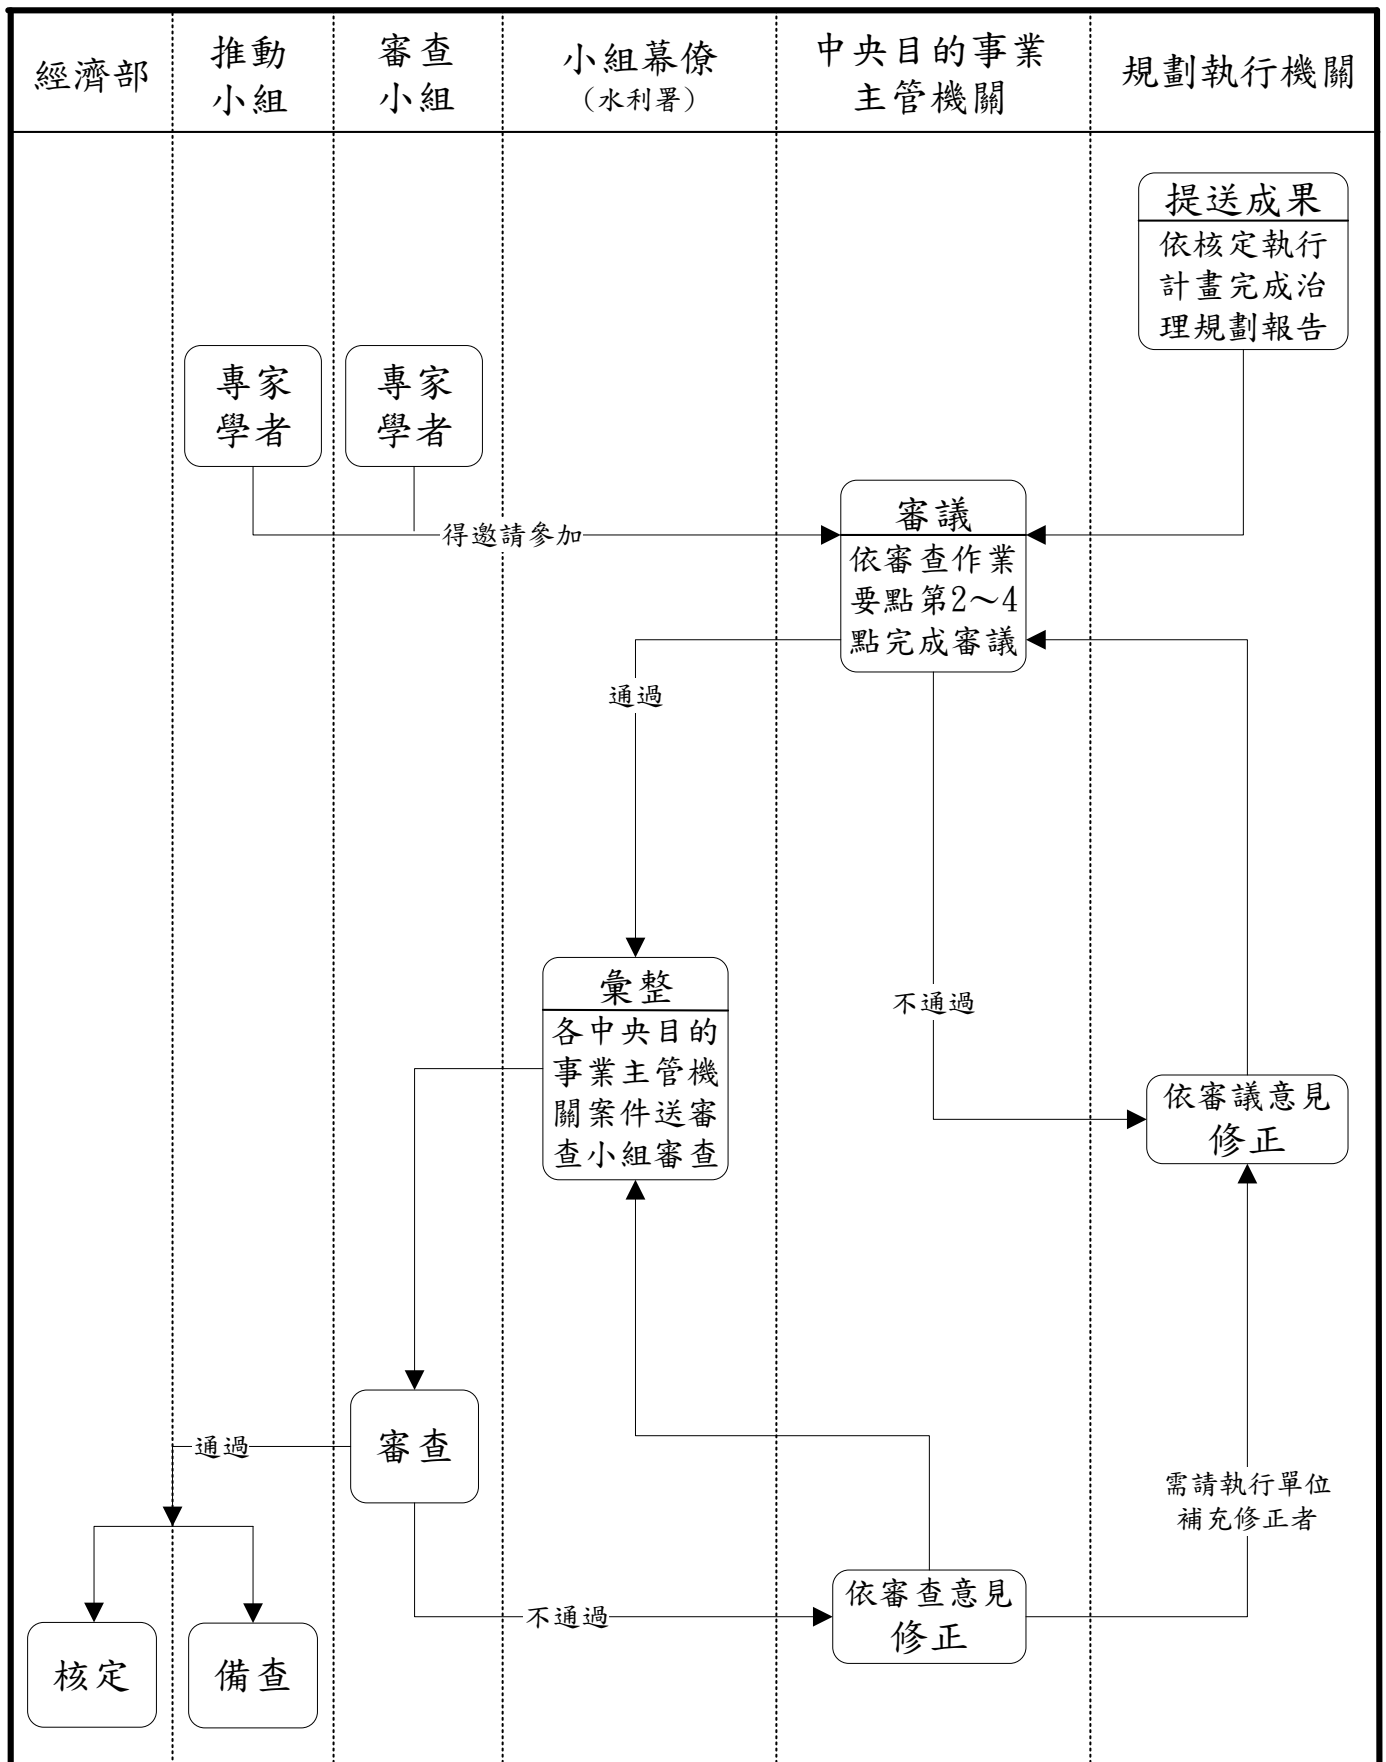 經濟部
推動
小組
審查
小組
小組幕僚
（水利署）
中央目的事業
主管機關
規劃執行機關
提送成果
依核定執行
計畫完成治
理規劃報告
專家
學者
專家
學者
得邀請參加
審議
依審查作業
要點第2～4
點完成審議
通過
不通過
彙整
各中央目的
事業主管機
關案件送審
查小組審查
依審議意見
修正
審查
通過
需請執行單位
補充修正者
不通過
依審查意見
修正
核定
備查